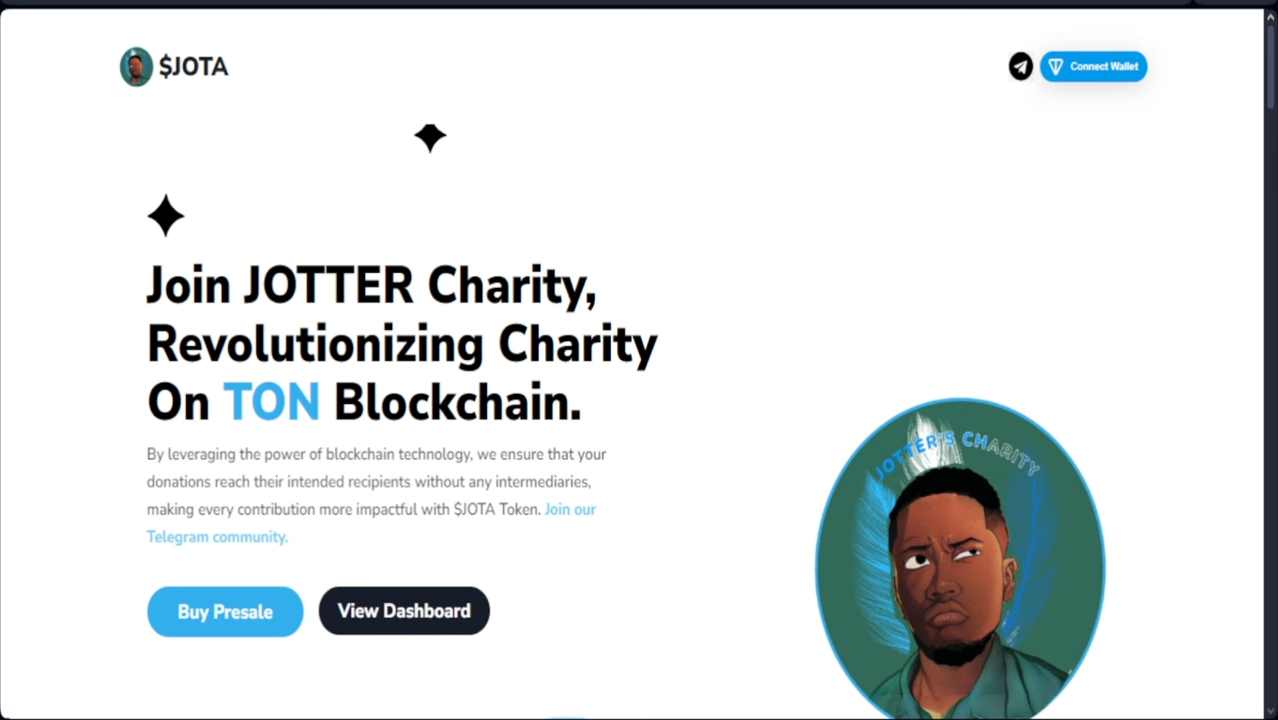 $JOTA
Connect Wallet
Join JOTTER Charity,
Revolutionizing Charity
On TON Blockchain.
By leveraging the power of blockchain technology, we ensure that your
donations reach their intended recipients without any intermediaries,
making every contribution more impactful with $JOTA Token. Join our
Telegram community.
Buy Presale
View Dashboard
JOTTER'S CHARITY